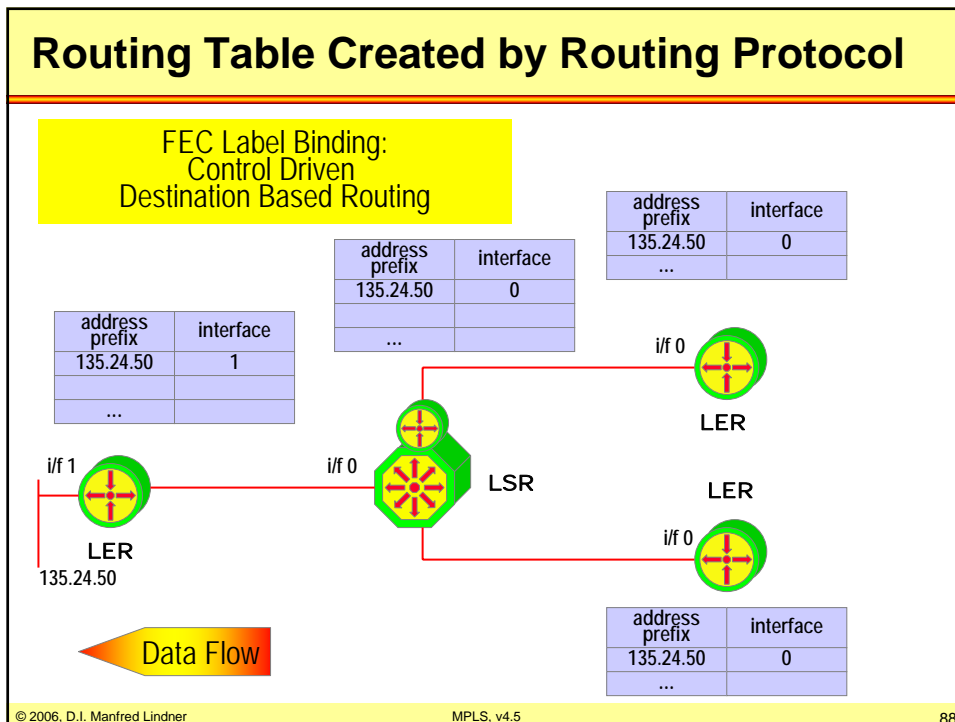 Routing Table Created by Routing Protocol
FEC Label Binding:
Control Driven
Destination Based Routing
address prefix interface
135.24.50 0
...
address prefix interface
135.24.50 0
...
address prefix interface
135.24.50 1
...
i/f 0
LER
i/f 1
i/f 0
LSR
LER
LER
i/f 0
135.24.50
Data Flow
address prefix interface
135.24.50 0
...
© 2006, D.I. Manfred Lindner
MPLS, v4.5
88